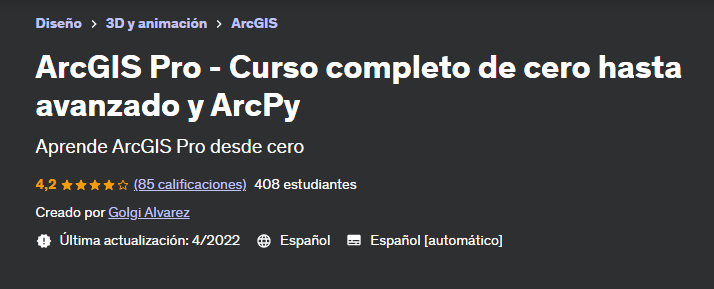 Diseño > 3D y animación > ArcGIS
ArcGIS Pro - Curso completo de cero hasta
avanzado y ArcPy
Aprende ArcGIS Pro desde cero
4,2 (85 calificaciones) 408 estudiantes
Creado por Golgi Alvarez
Última actualización: 4/2022 Español Español [automático]